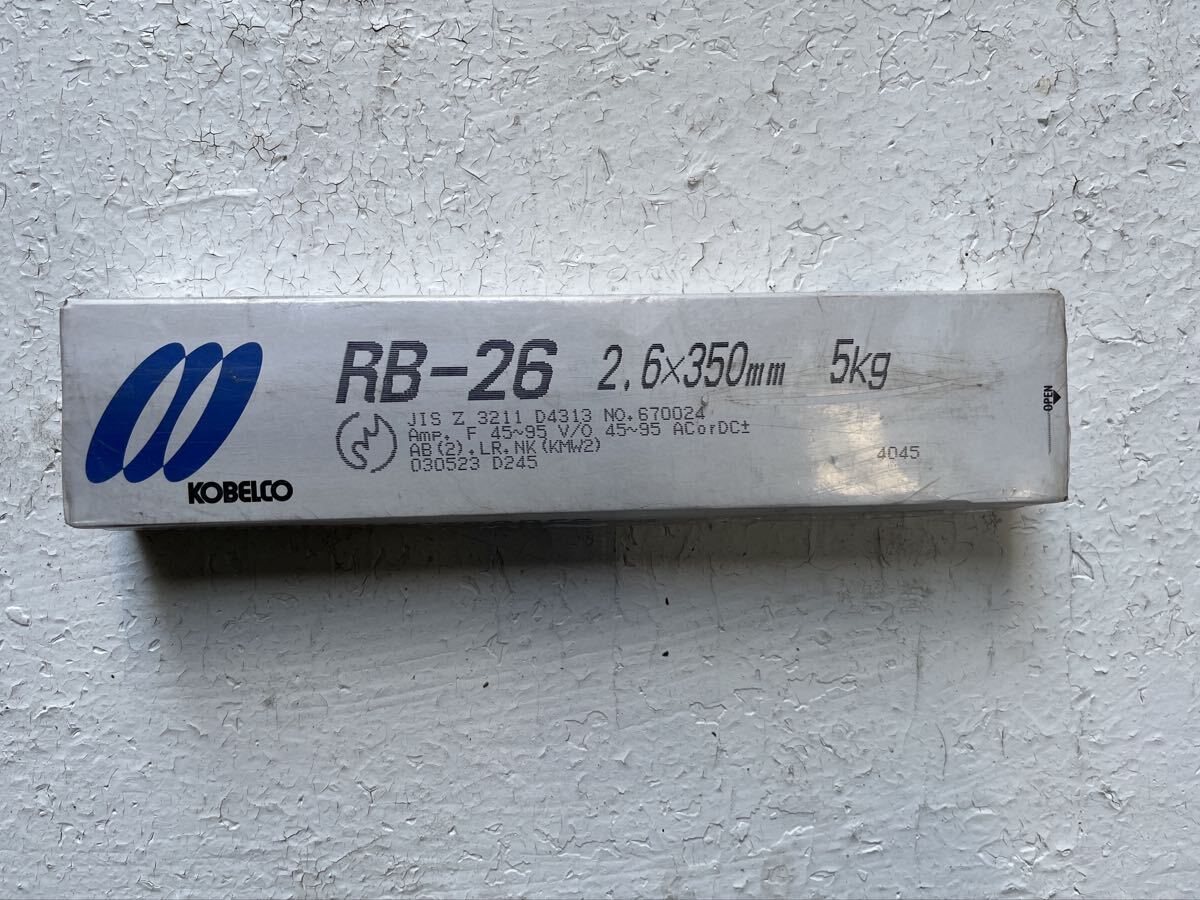 RB-26 2.6×350mm 5kg
JIS Z 3211 D4313 NO.670024
Amp. F 45~95 V/O 45~95 ACorDC±
AB(2).LR.NK(KMW2)
030523 D245
4045
KOBELCO
OPEN